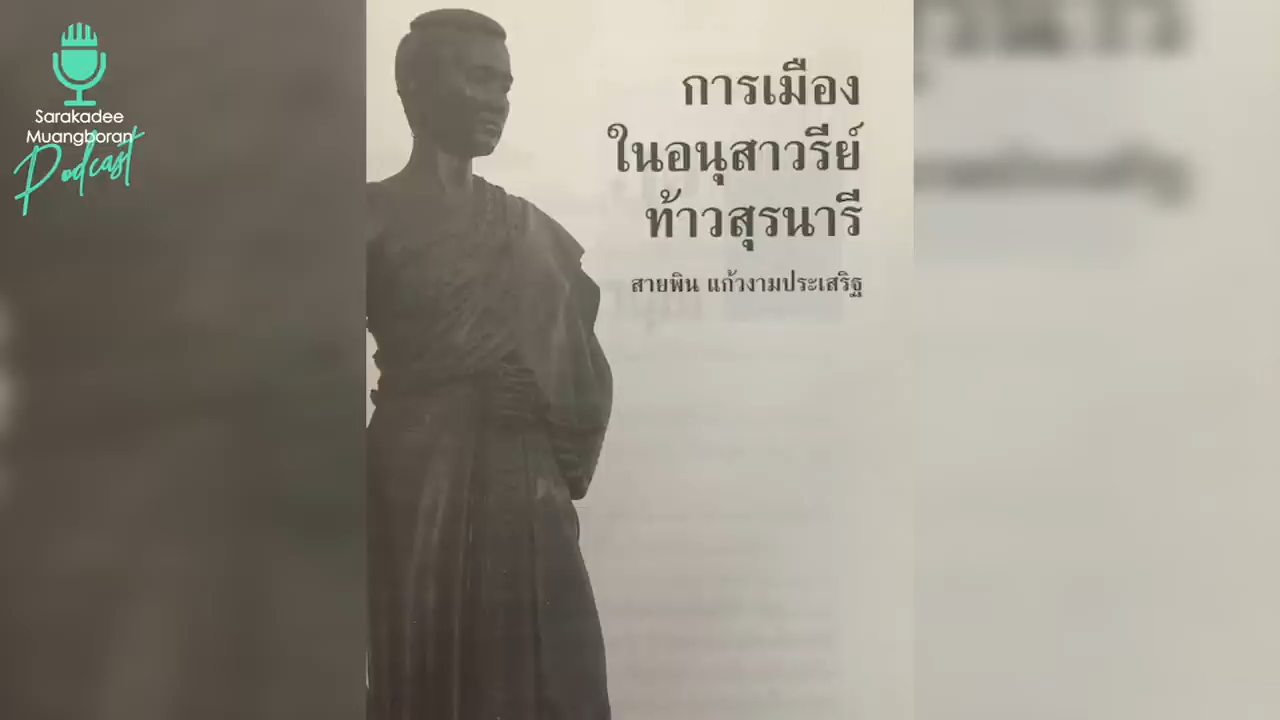 Sarakadee
Muangboran
Podcast
การเมือง
ในอนุสาวรีย์
ท้าวสุรนารี
สายพิน แก้วงามประเสริฐ